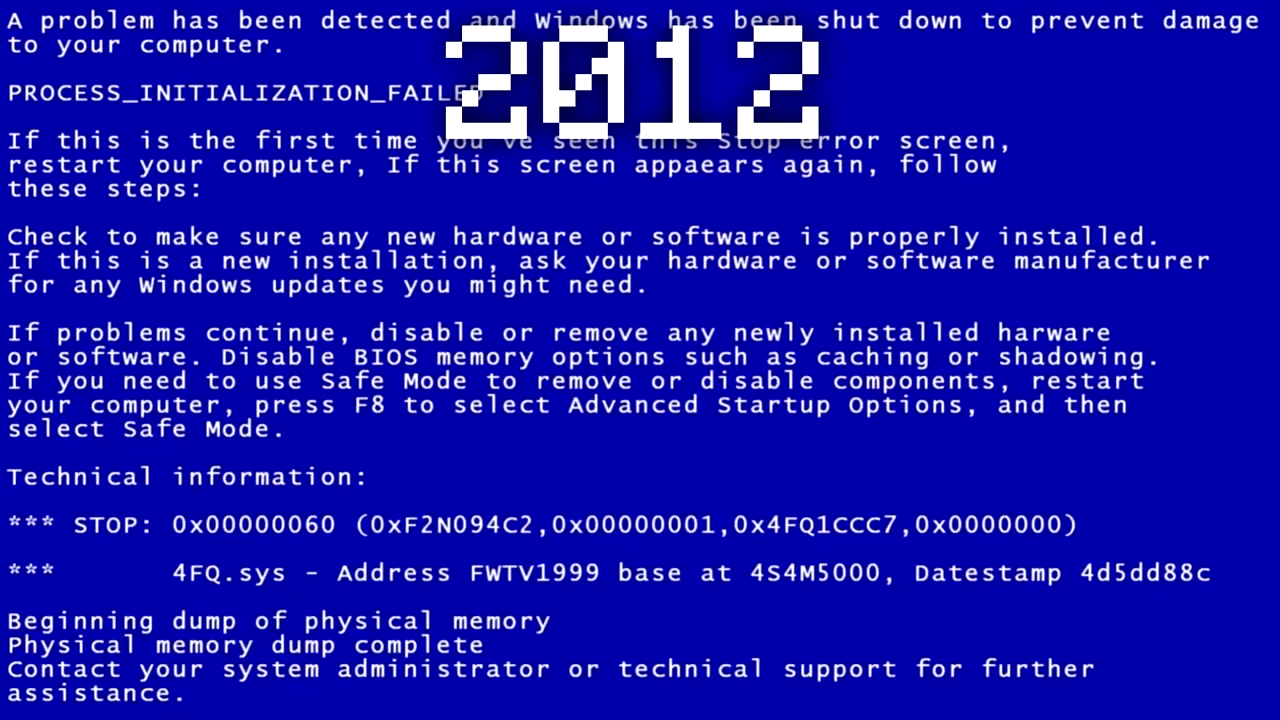 A problem has been detected and Windows has been shut down to prevent damage
to your computer.
2012
PROCESS_INITIALIZATION_FAILED
If this is the first time you've seen this Stop error screen,
restart your computer, If this screen appaears again, follow
these steps:
Check to make sure any new hardware or software is properly installed.
If this is a new installation, ask your hardware or software manufacturer
for any Windows updates you might need.
If problems continue, disable or remove any newly installed harware
or software. Disable BIOS memory options such as caching or shadowing.
If you need to use Safe Mode to remove or disable components, restart
your computer, press F8 to select Advanced Startup Options, and then
select Safe Mode.
Technical information:
*** STOP: 0x00000060 (0xF2N094C2,0x00000001,0x4FQ1CCC7,0x0000000)
*** 4FQ.sys – Address FWTV1999 base at 4S4M5000, Datestamp 4d5dd88c
Beginning dump of physical memory
Physical memory dump complete
Contact your system administrator or technical support for further
assistance.